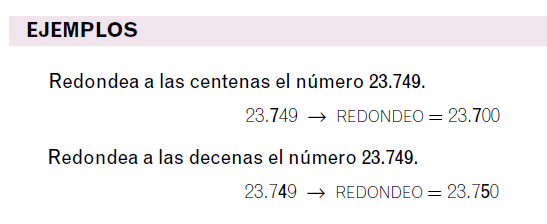 EJEMPLOS
Redondea a las centenas el número 23.749.
23.749 → REDONDEO = 23.700
Redondea a las decenas el número 23.749.
23.749 → REDONDEO = 23.750